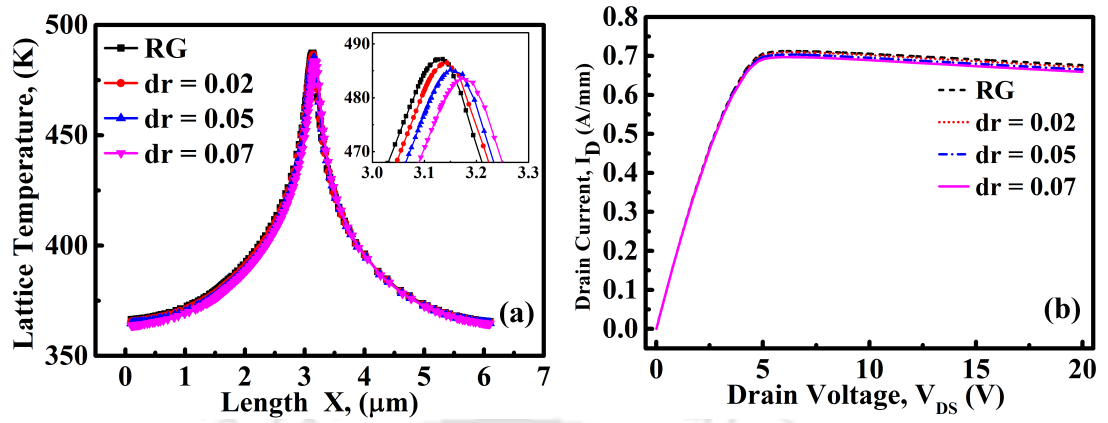 500
450
400
350
Lattice Temperature, (K)
RG
dr = 0.02
dr = 0.05
dr = 0.07
490
480
470
3.0 3.1 3.2 3.3
(a)
0 1 2 3 4 5 6 7
Length X, (μm)
0.8
0.7
0.6
0.5
0.4
0.3
0.2
0.1
0.0
Drain Current, I_D (A/mm)
RG
dr = 0.02
dr = 0.05
dr = 0.07
(b)
0 5 10 15 20
Drain Voltage, V_DS (V)